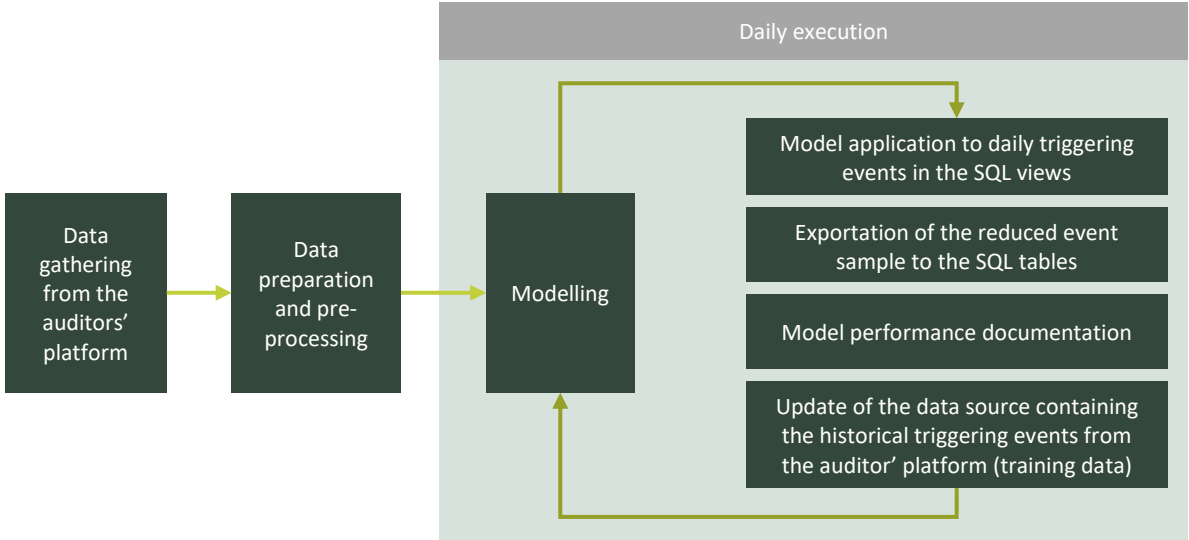 Daily execution
Data
gathering
from the
auditors’
platform
Data
preparation
and pre-
processing
Modelling
Model application to daily triggering
events in the SQL views
Exportation of the reduced event
sample to the SQL tables
Model performance documentation
Update of the data source containing
the historical triggering events from
the auditor’ platform (training data)